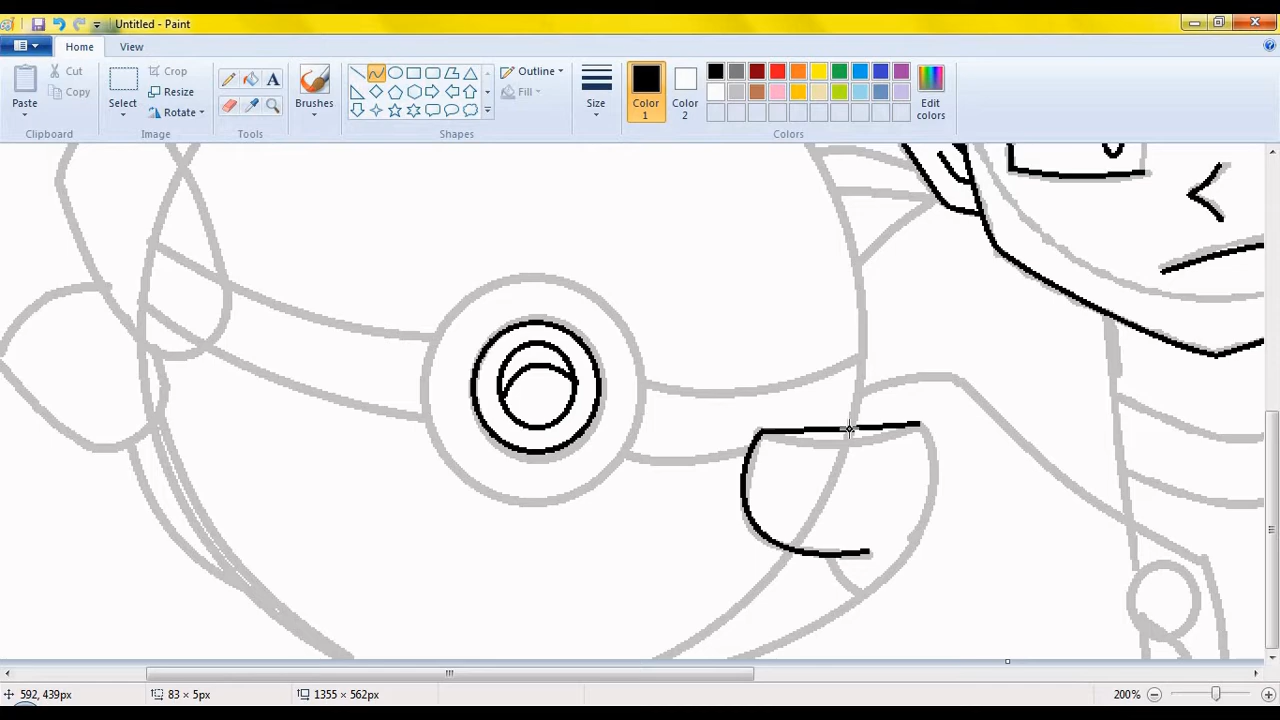 Untitled - Paint
Home View
Paste
Cut
Copy
Clipboard
Select
Crop
Resize
Rotate
Image
A
Tools
Brushes
Outline
Fill
Shapes
Size
Color 1
Color 2
Edit colors
Colors
592, 439px 83 × 5px 1355 × 562px 200%